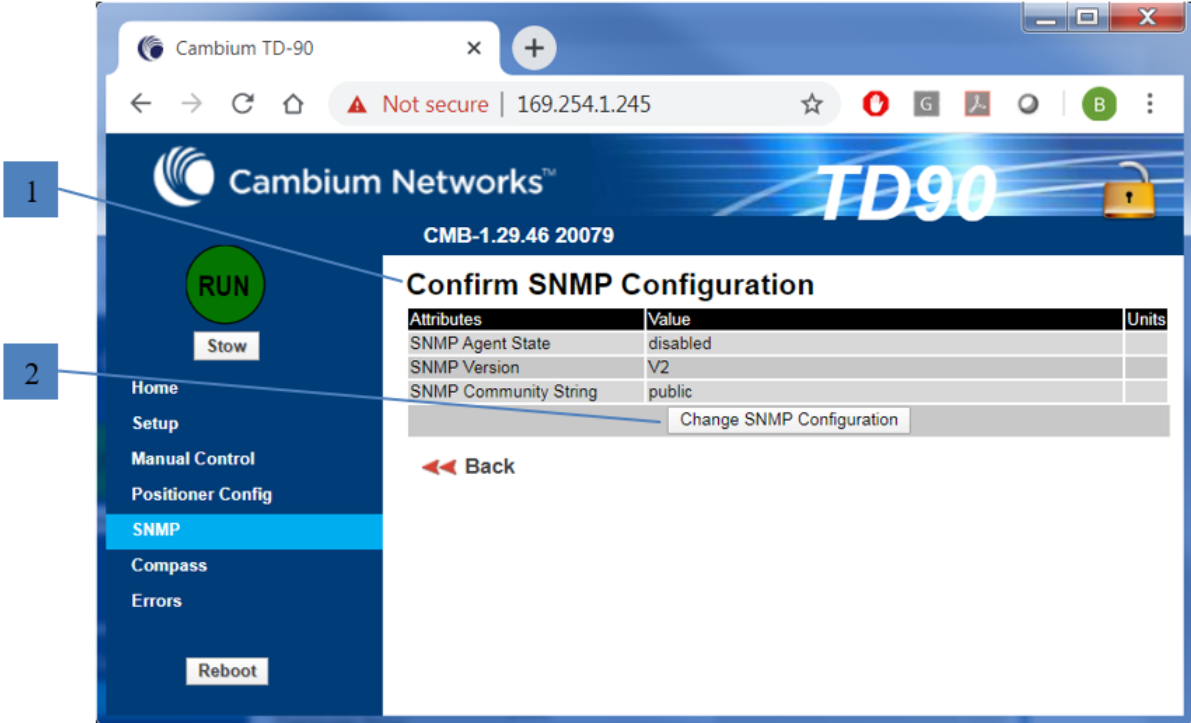 Cambium TD-90
Not secure | 169.254.1.245
G
B
1
Cambium Networks™
TD90
CMB-1.29.46 20079
RUN
Stow
2
Home
Setup
Manual Control
Positioner Config
SNMP
Compass
Errors
Reboot
Confirm SNMP Configuration
Attributes Value Units
SNMP Agent State disabled
SNMP Version V2
SNMP Community String public
Change SNMP Configuration
Back